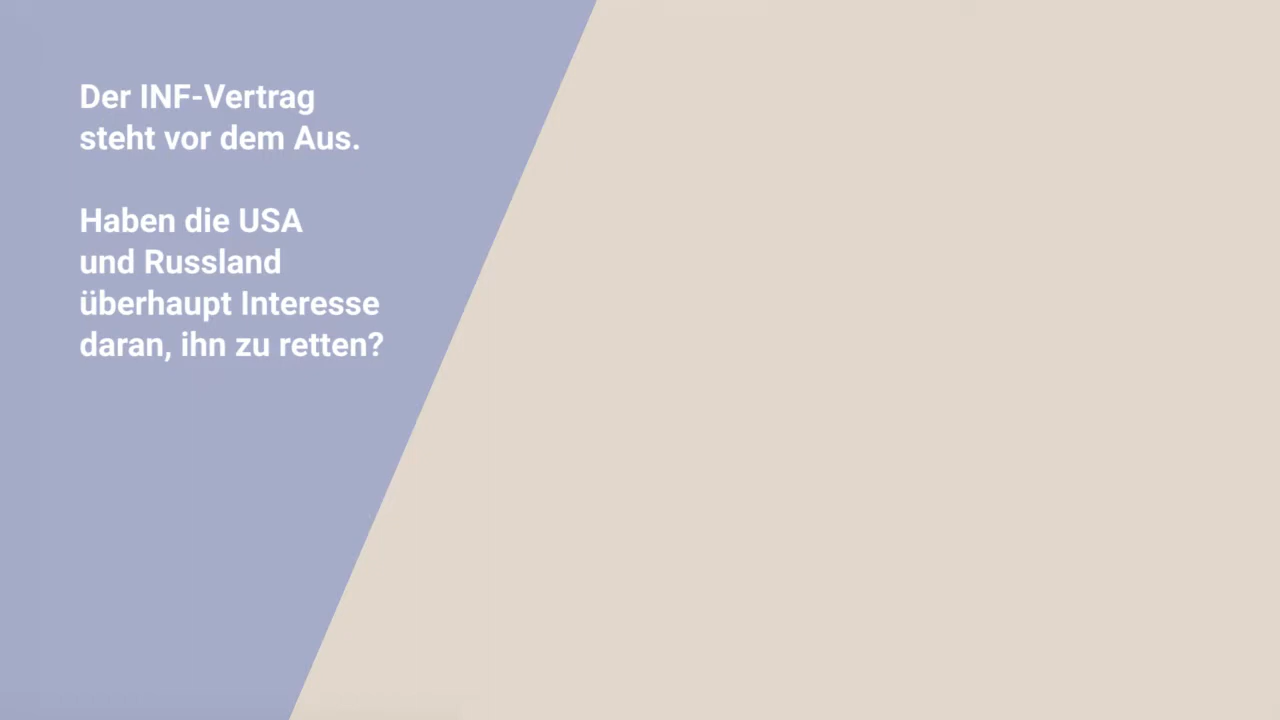 Der INF-Vertrag
steht vor dem Aus.
Haben die USA
und Russland
überhaupt Interesse
daran, ihn zu retten?